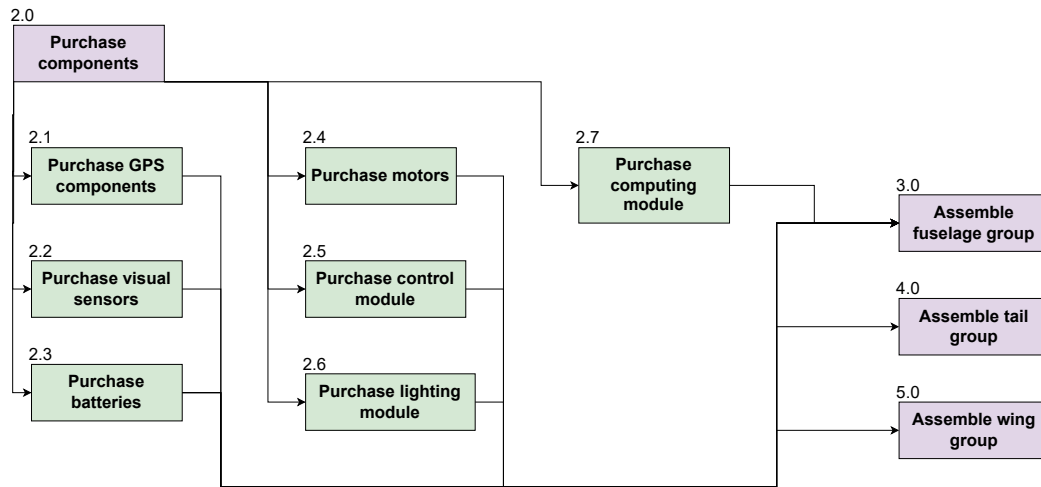 2.0
Purchase
components
2.1
Purchase GPS
components
2.2
Purchase visual
sensors
2.3
Purchase
batteries
2.4
Purchase motors
2.5
Purchase control
module
2.6
Purchase lighting
module
2.7
Purchase
computing
module
3.0
Assemble
fuselage group
4.0
Assemble tail
group
5.0
Assemble wing
group